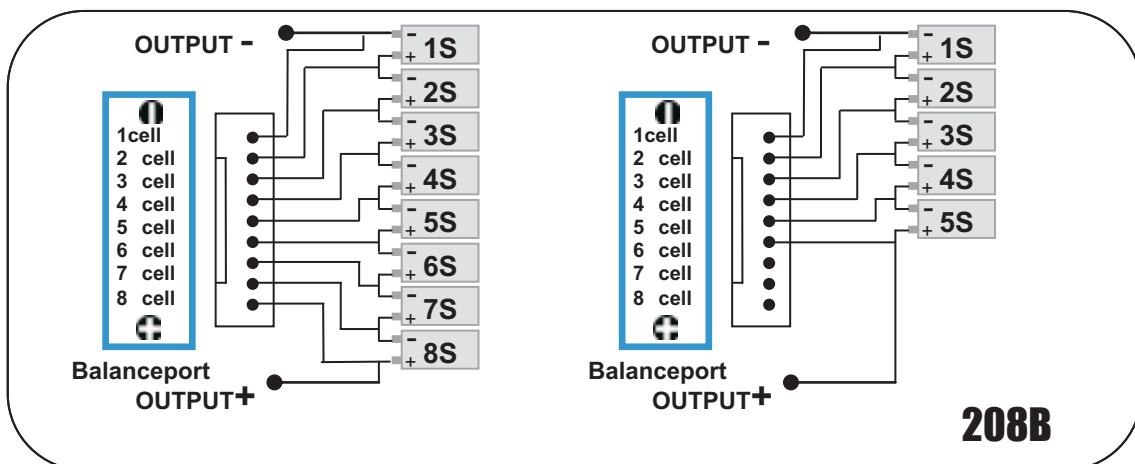 OUTPUT -
- + 1S
- + 2S
- + 3S
- + 4S
- + 5S
- + 6S
- + 7S
- + 8S
1cell
2 cell
3 cell
4 cell
5 cell
6 cell
7 cell
8 cell
Balanceport
OUTPUT+
OUTPUT -
- + 1S
- + 2S
- + 3S
- + 4S
- + 5S
1cell
2 cell
3 cell
4 cell
5 cell
6 cell
7 cell
8 cell
Balanceport
OUTPUT+
208B